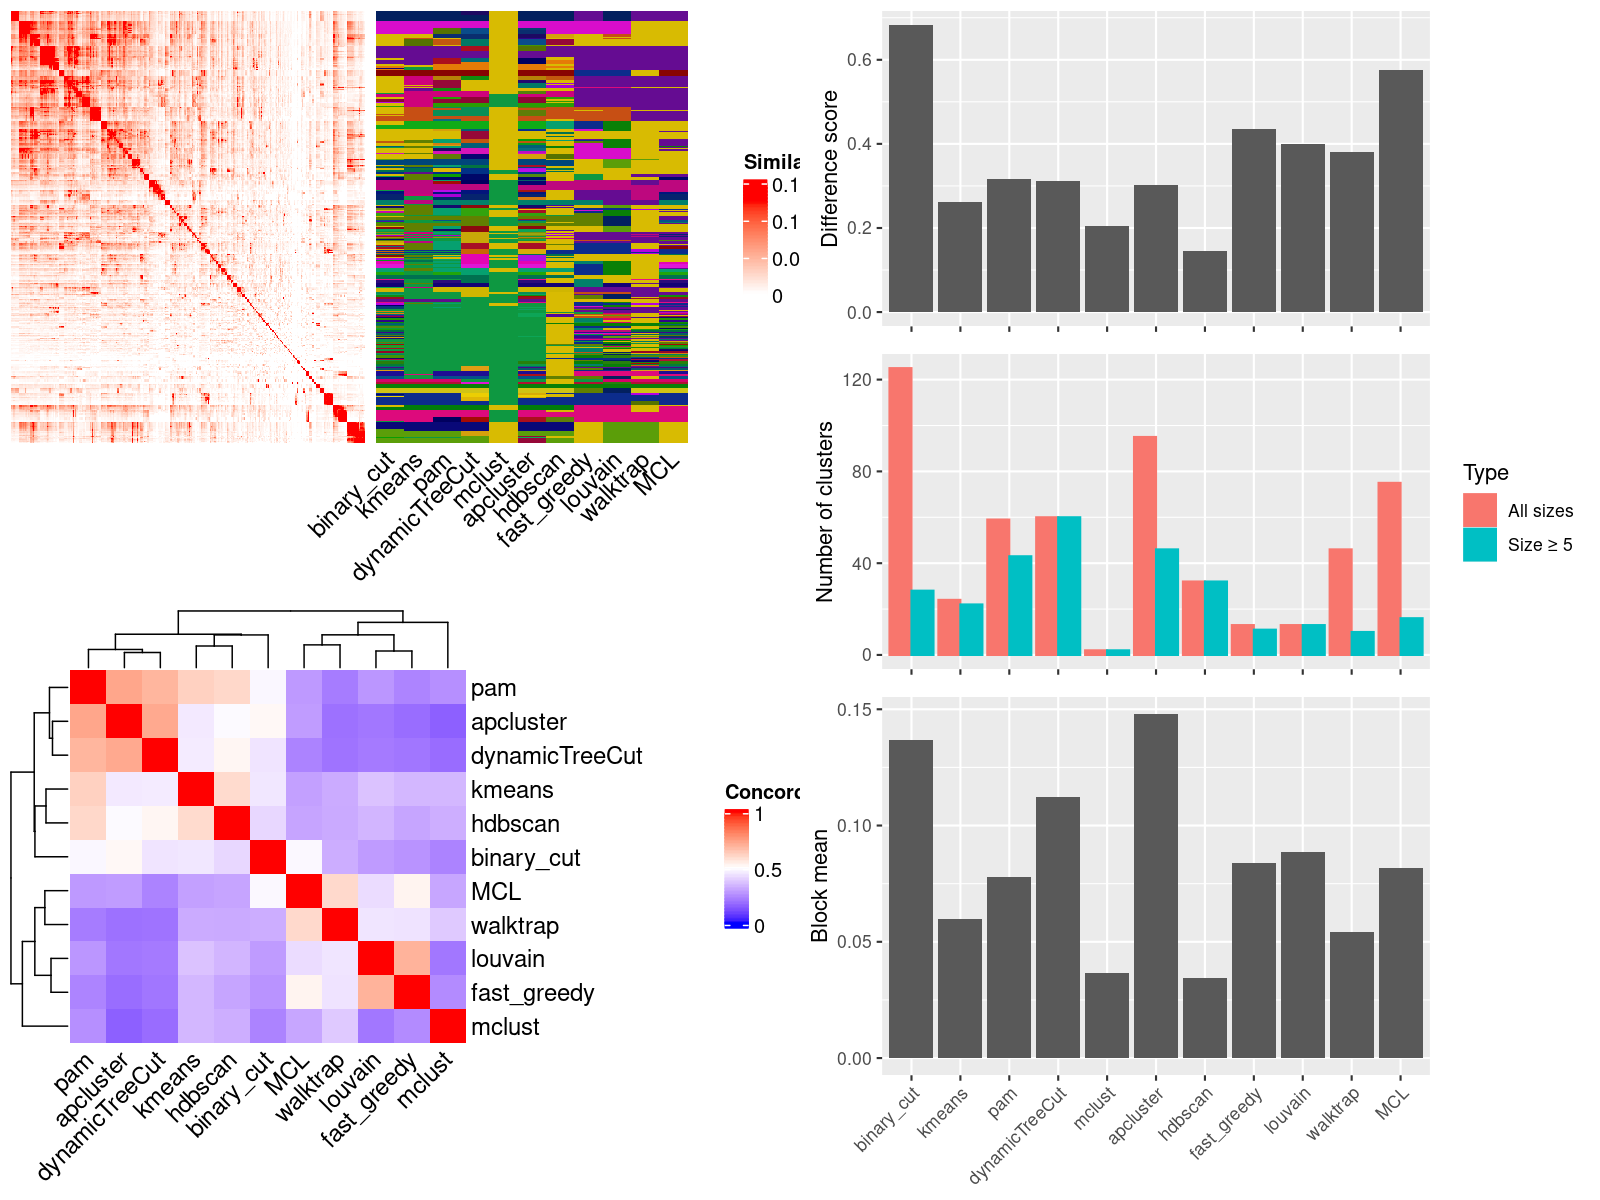 Simila
0.1
0.1
0.0
0
binary_cut
kmeans
pam
dynamicTreeCut
mclust
apcluster
hdbscan
fast_greedy
louvain
walktrap
MCL
pam
apcluster
dynamicTreeCut
kmeans
hdbscan
binary_cut
MCL
walktrap
louvain
fast_greedy
mclust
pam
apcluster
dynamicTreeCut
kmeans
hdbscan
binary_cut
MCL
walktrap
louvain
fast_greedy
mclust
Concord
1
0.5
0
Difference score
0.6
0.4
0.2
0.0
Number of clusters
120
80
40
0
Type
All sizes
Size ≥ 5
Block mean
0.15
0.10
0.05
0.00
binary_cut
kmeans
pam
dynamicTreeCut
mclust
apcluster
hdbscan
fast_greedy
louvain
walktrap
MCL